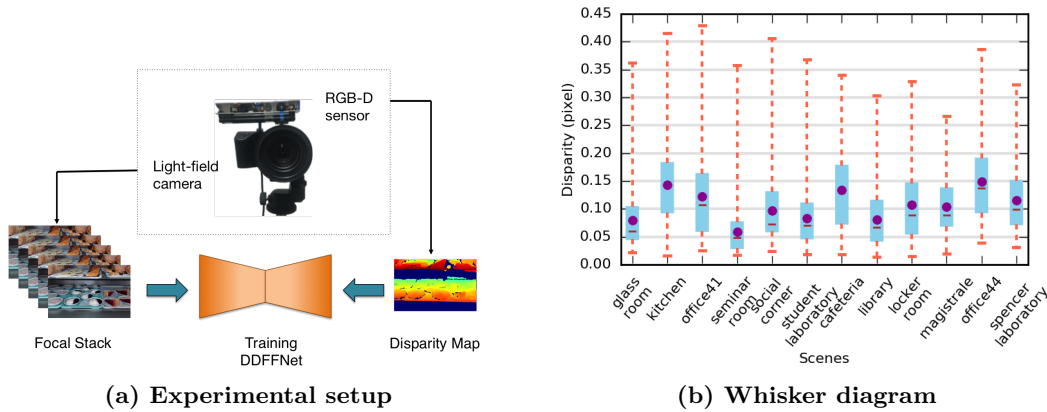 RGB-D
sensor
Light-field
camera
Focal Stack
Training
DDFFNet
Disparity Map
(a) Experimental setup
0.45
0.40
0.35
0.30
0.25
0.20
0.15
0.10
0.05
0.00
Disparity (pixel)
glass
room
kitchen
office41
seminar
room
social
corner
student
laboratory
cafeteria
library
locker
room
magistrale
office44
spencer
laboratory
Scenes
(b) Whisker diagram